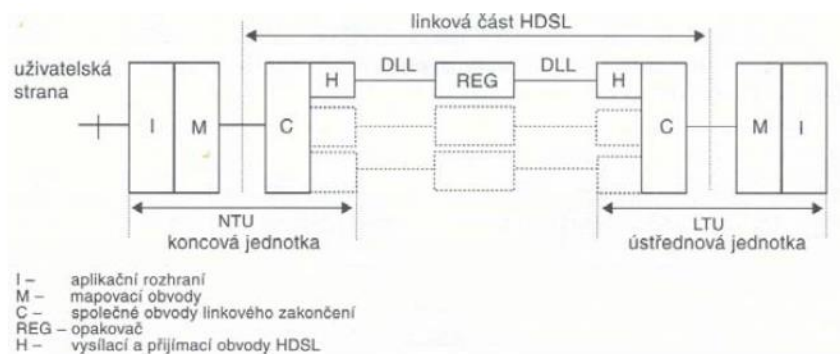 linková část HDSL
uživatelská
strana
I
M
C
H
DLL
REG
DLL
H
C
M
I
NTU
koncová jednotka
LTU
ústřednová jednotka
I – aplikační rozhraní
M – mapovací obvody
C – společné obvody linkového zakončení
REG – opakovač
H – vysílací a přijímací obvody HDSL